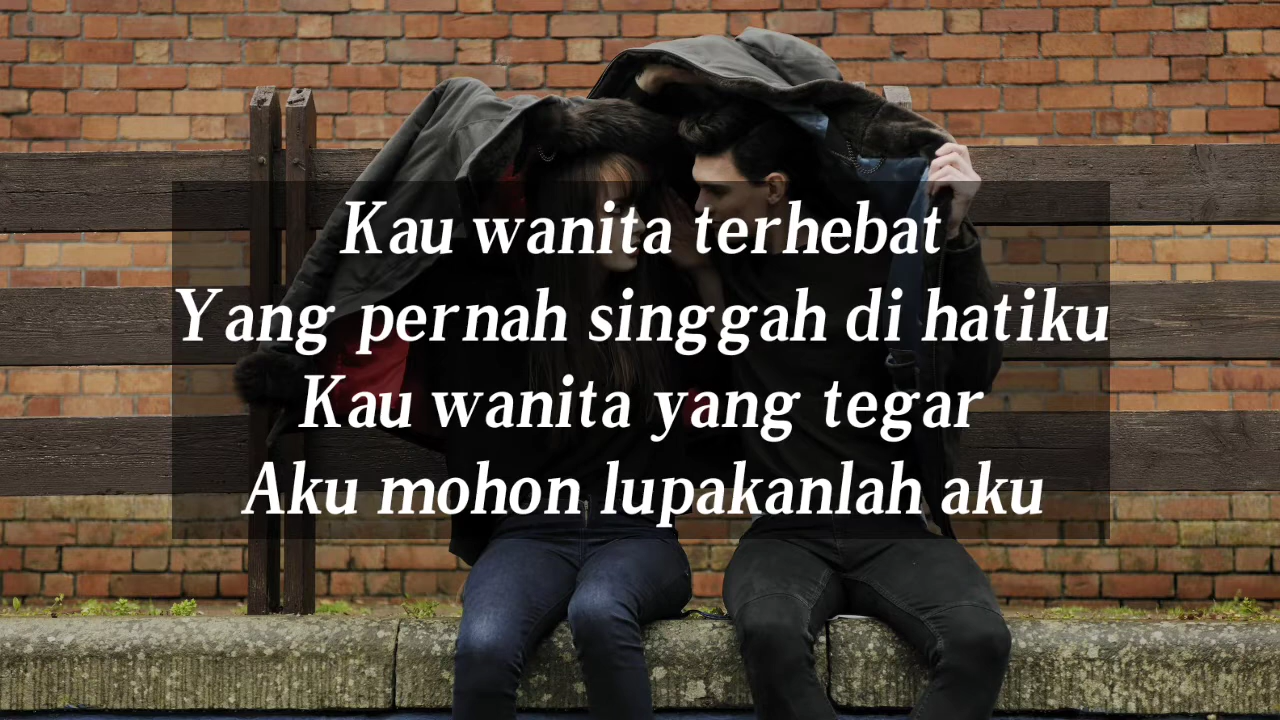 Kau wanita terhebat
Yang pernah singgah di hatiku
Kau wanita yang tegar
Aku mohon lupakanlah aku